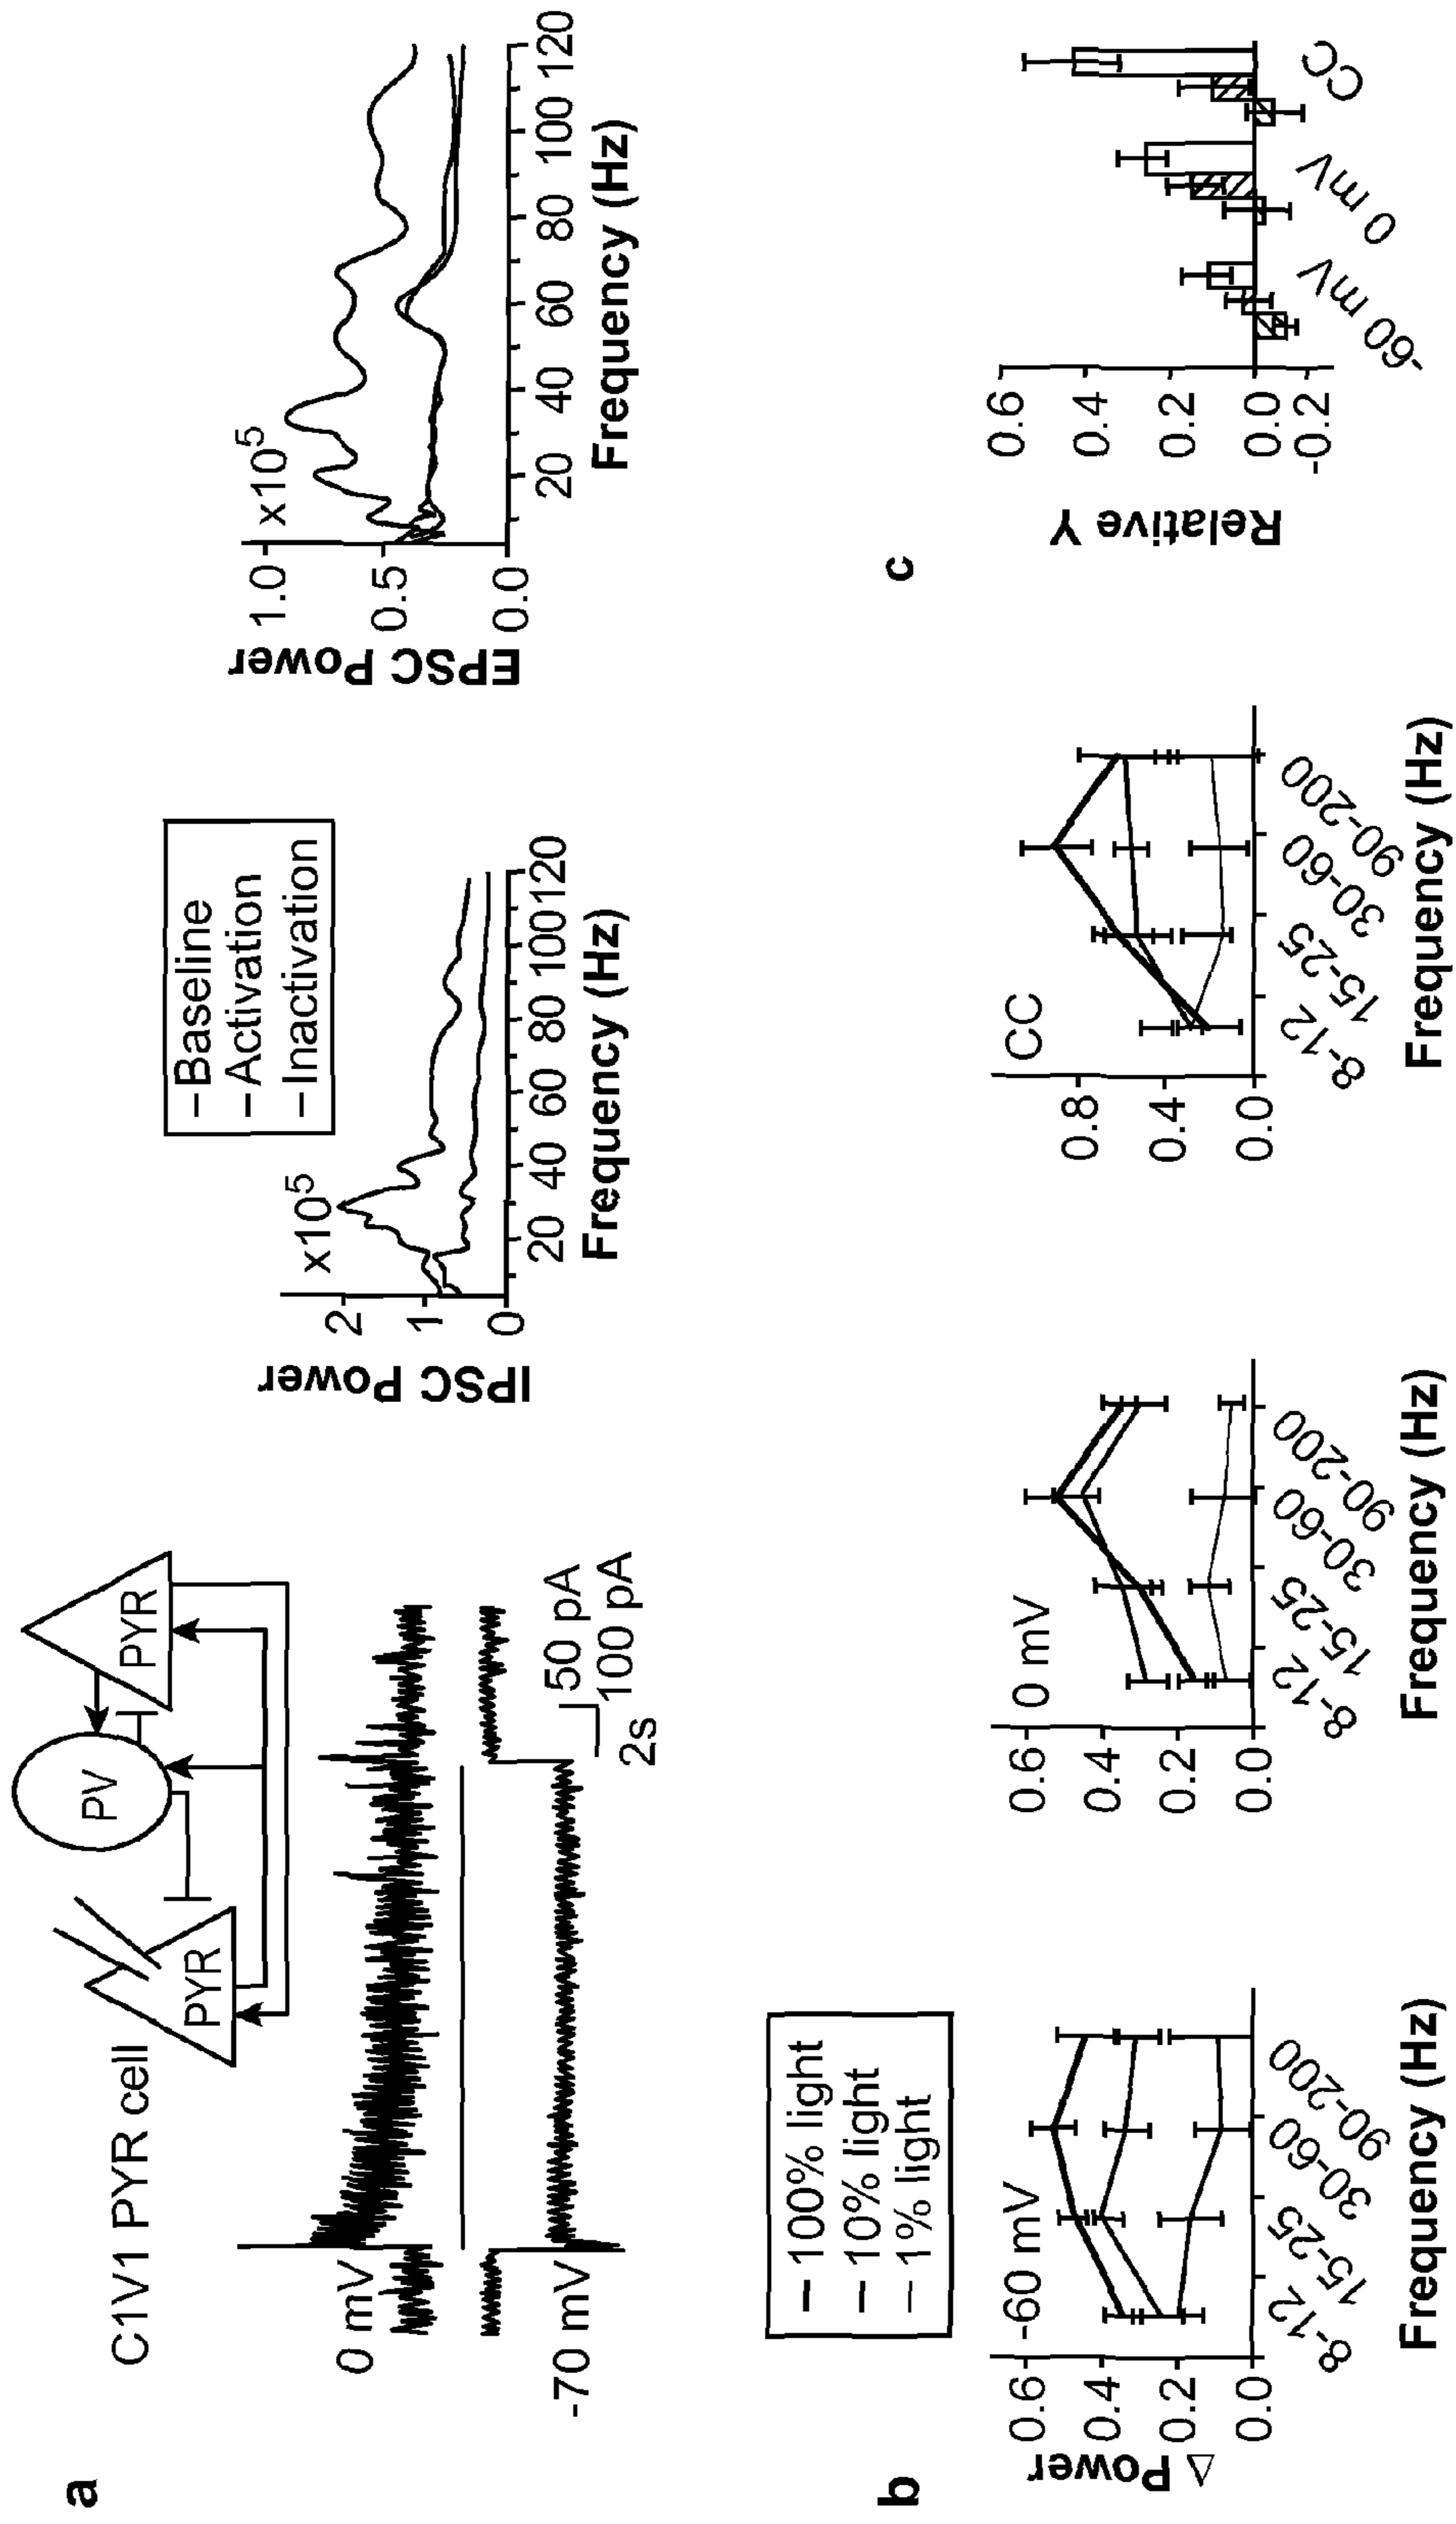 a
C1V1 PYR cell
PYR
PV
PYR
0 mV
-70 mV
50 pA
100 pA
2s
– Baseline
– Activation
– Inactivation
IPSC Power
x10⁵
2
1
0
20 40 60 80 100 120
Frequency (Hz)
EPSC Power
x10⁵
1.0
0.5
0.0
20 40 60 80 100 120
Frequency (Hz)
b
– 100% light
– 10% light
– 1% light
Δ Power
-60 mV
0.6
0.4
0.2
0.0
8-12 15-25 30-60 90-200
Frequency (Hz)
0 mV
0.6
0.4
0.2
0.0
8-12 15-25 30-60 90-200
Frequency (Hz)
CC
0.8
0.4
0.0
8-12 15-25 30-60 90-200
Frequency (Hz)
c
Relative Y
0.6
0.4
0.2
0.0
-0.2
-60 mV 0 mV CC